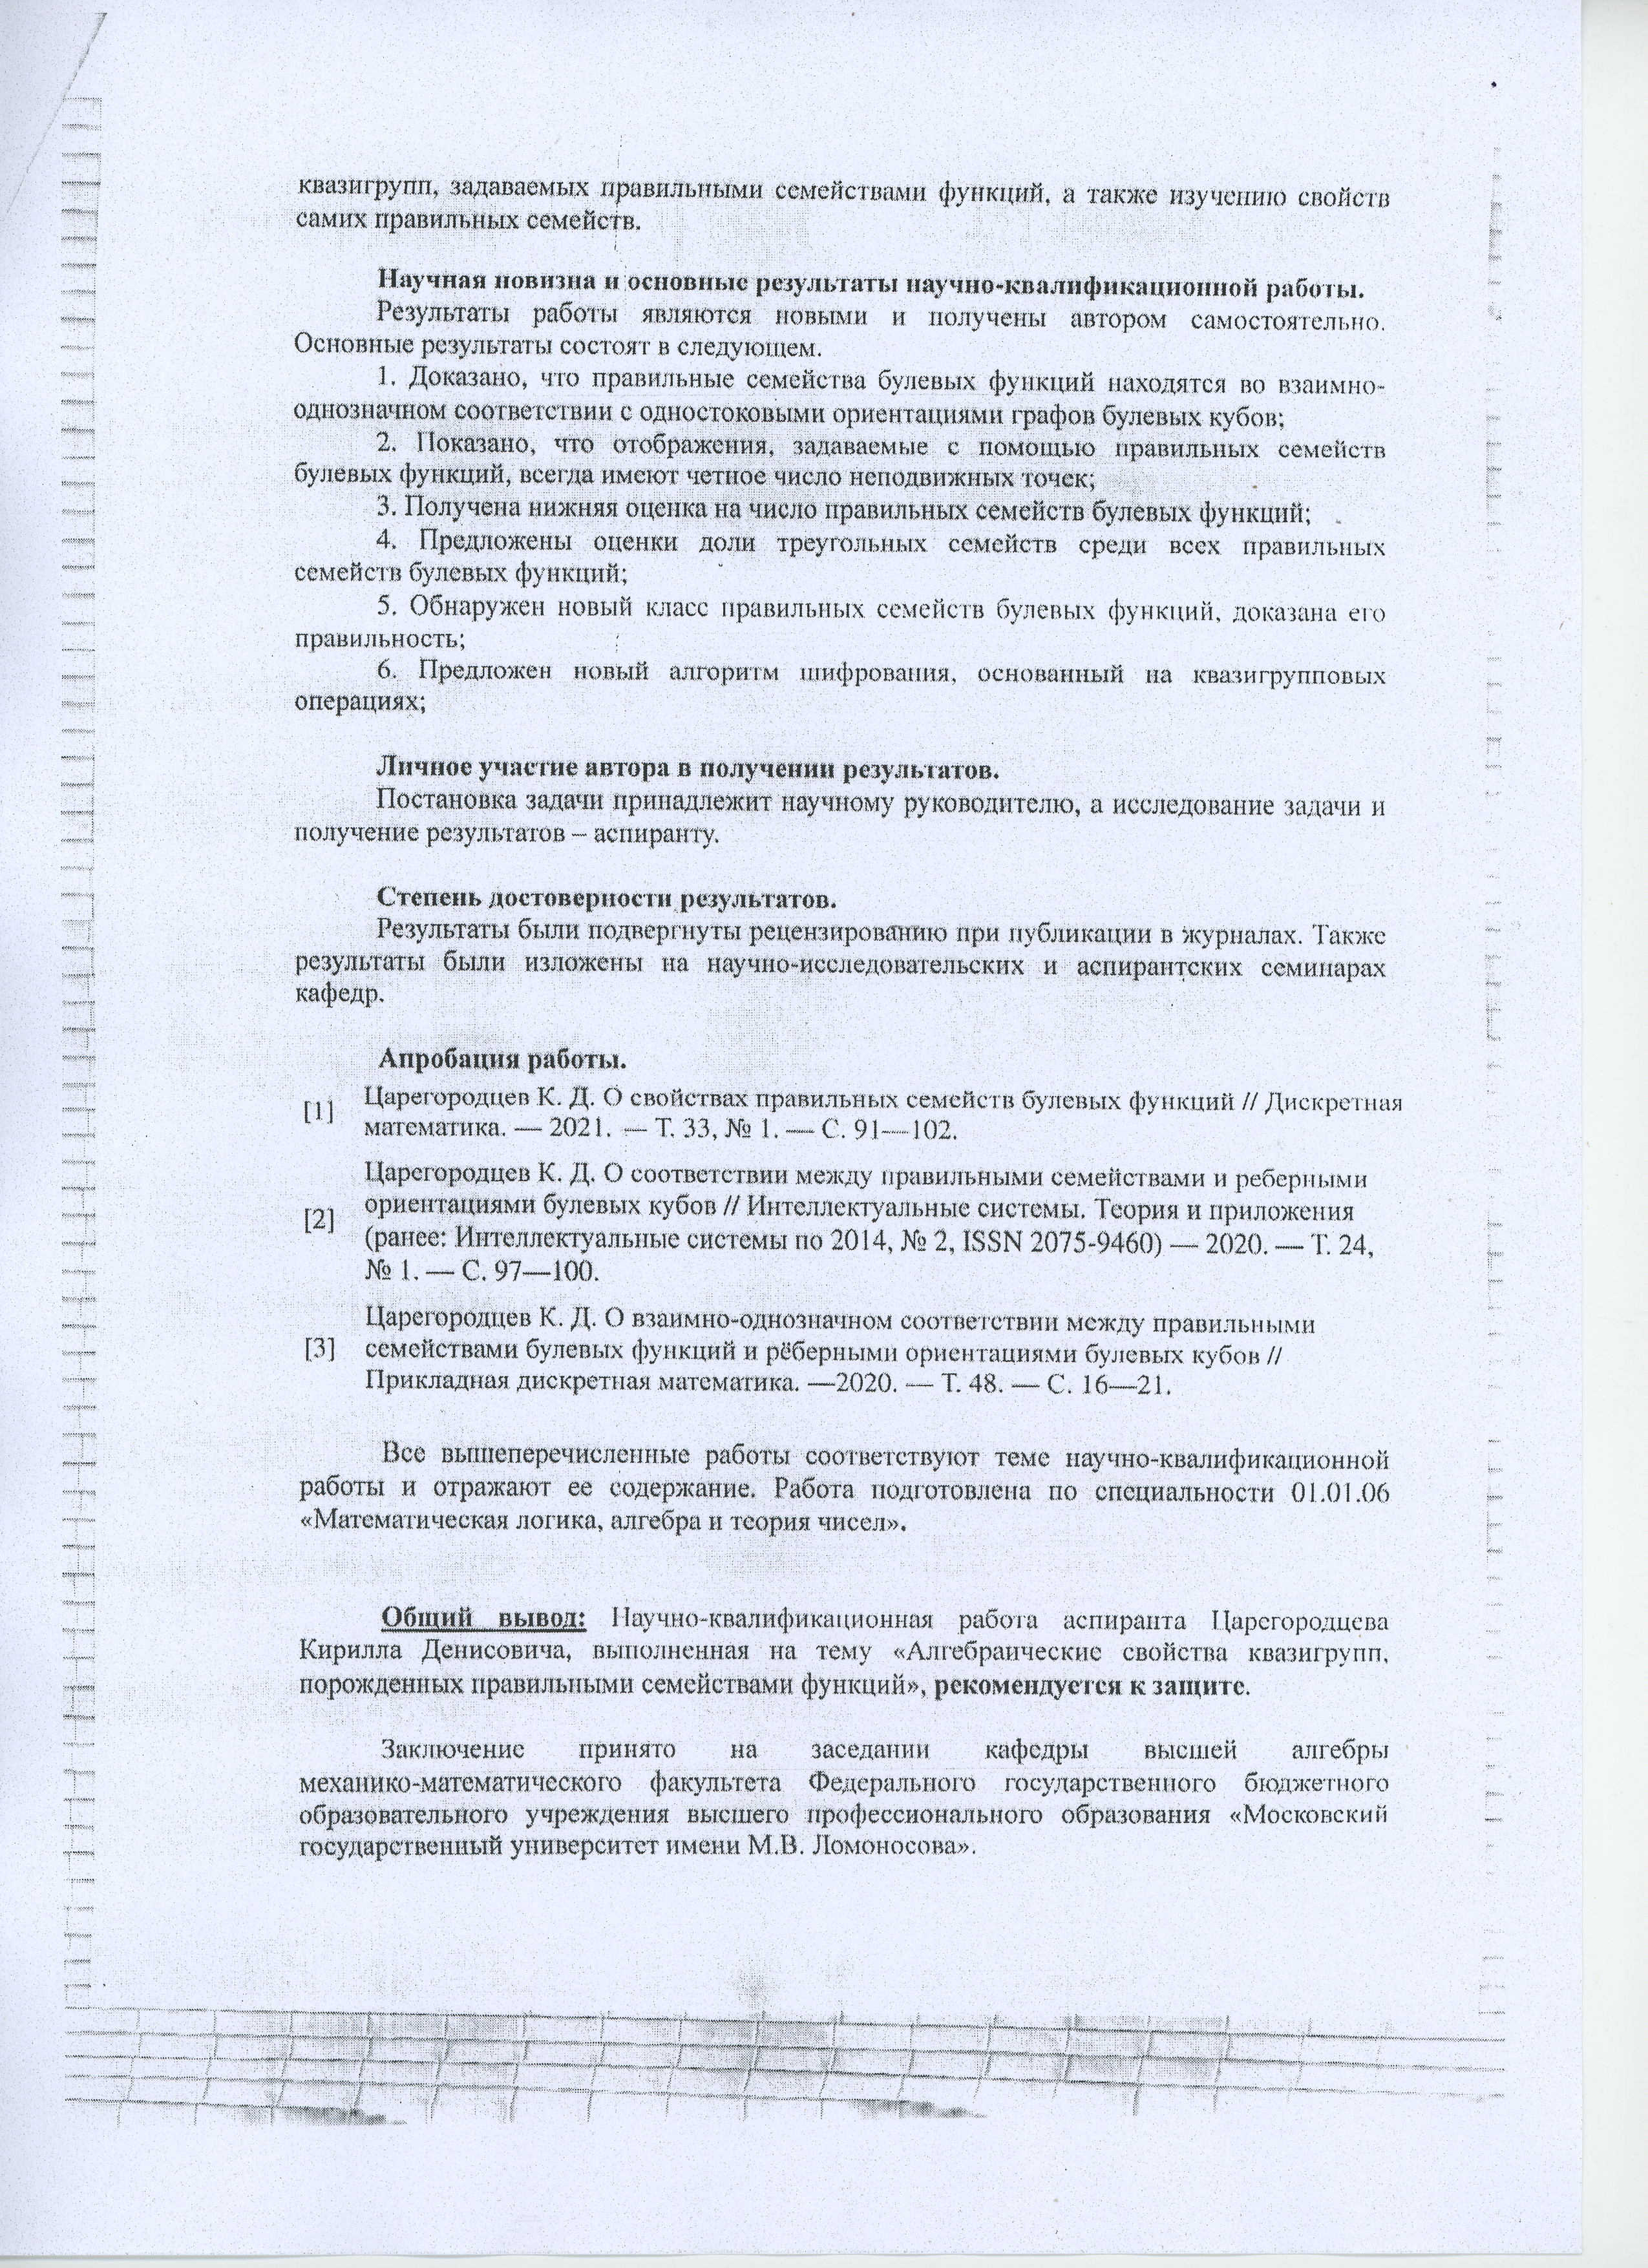 квазигрупп, задаваемых правильными семействами функций, а также изучению свойств
самих правильных семейств.
Научная новизна и основные результаты научно-квалификационной работы.
Результаты работы являются новыми и получены автором самостоятельно.
Основные результаты состоят в следующем.
1. Доказано, что правильные семейства булевых функций находятся во взаимно-
однозначном соответствии с одностоковыми ориентациями графов булевых кубов;
2. Показано, что отображения, задаваемые с помощью правильных семейств
булевых функций, всегда имеют четное число неподвижных точек;
3. Получена нижняя оценка на число правильных семейств булевых функций;
4. Предложены оценки доли треугольных семейств среди всех правильных
семейств булевых функций;
5. Обнаружен новый класс правильных семейств булевых функций, доказана его
правильность;
6. Предложен новый алгоритм шифрования, основанный на квазигрупповых
операциях;
Личное участие автора в получении результатов.
Постановка задачи принадлежит научному руководителю, а исследование задачи и
получение результатов – аспиранту.
Степень достоверности результатов.
Результаты были подвергнуты рецензированию при публикации в журналах. Также
результаты были изложены на научно-исследовательских и аспирантских семинарах
кафедр.
Апробация работы.
[1] Царегородцев К. Д. О свойствах правильных семейств булевых функций // Дискретная
математика. — 2021. — Т. 33, № 1. — С. 91—102.
Царегородцев К. Д. О соответствии между правильными семействами и реберными
[2] ориентациями булевых кубов // Интеллектуальные системы. Теория и приложения
(ранее: Интеллектуальные системы по 2014, № 2, ISSN 2075-9460) — 2020. — Т. 24,
№ 1. — С. 97—100.
Царегородцев К. Д. О взаимно-однозначном соответствии между правильными
[3] семействами булевых функций и рёберными ориентациями булевых кубов //
Прикладная дискретная математика. —2020. — Т. 48. — С. 16—21.
Все вышеперечисленные работы соответствуют теме научно-квалификационной
работы и отражают ее содержание. Работа подготовлена по специальности 01.01.06
«Математическая логика, алгебра и теория чисел».
Общий вывод: Научно-квалификационная работа аспиранта Царегородцева
Кирилла Денисовича, выполненная на тему «Алгебраические свойства квазигрупп,
порожденных правильными семействами функций», рекомендуется к защите.
Заключение принято на заседании кафедры высшей алгебры
механико-математического факультета Федерального государственного бюджетного
образовательного учреждения высшего профессионального образования «Московский
государственный университет имени М.В. Ломоносова».